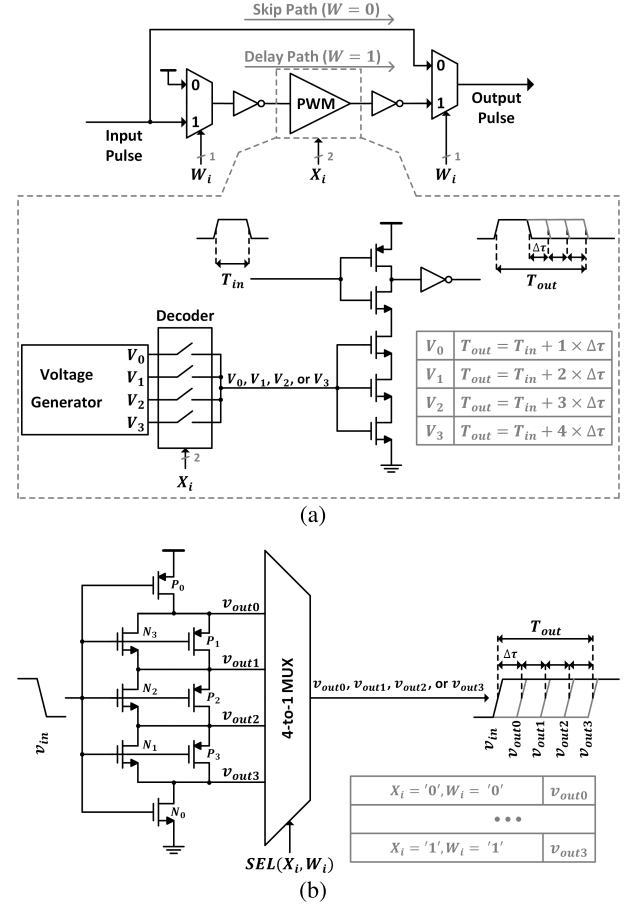 Skip Path (W = 0)
Delay Path (W = 1)
0
1
PWM
0
1
Input
Pulse
Output
Pulse
1
2
1
W_i
X_i
W_i
T_in
Δτ
T_out
Decoder
Voltage
Generator
V_0
V_1
V_2
V_3
V_0, V_1, V_2, or V_3
2
X_i
V_0 T_out = T_in + 1 × Δτ
V_1 T_out = T_in + 2 × Δτ
V_2 T_out = T_in + 3 × Δτ
V_3 T_out = T_in + 4 × Δτ
(a)
P_0
v_out0
N_3
P_1
v_out1
N_2
P_2
v_out2
N_1
P_3
v_out3
N_0
v_in
4-to-1 MUX
SEL(X_i, W_i)
v_out0, v_out1, v_out2, or v_out3
T_out
Δτ
v_in
v_out0
v_out1
v_out2
v_out3
X_i = '0', W_i = '0' v_out0
•••
X_i = '1', W_i = '1' v_out3
(b)